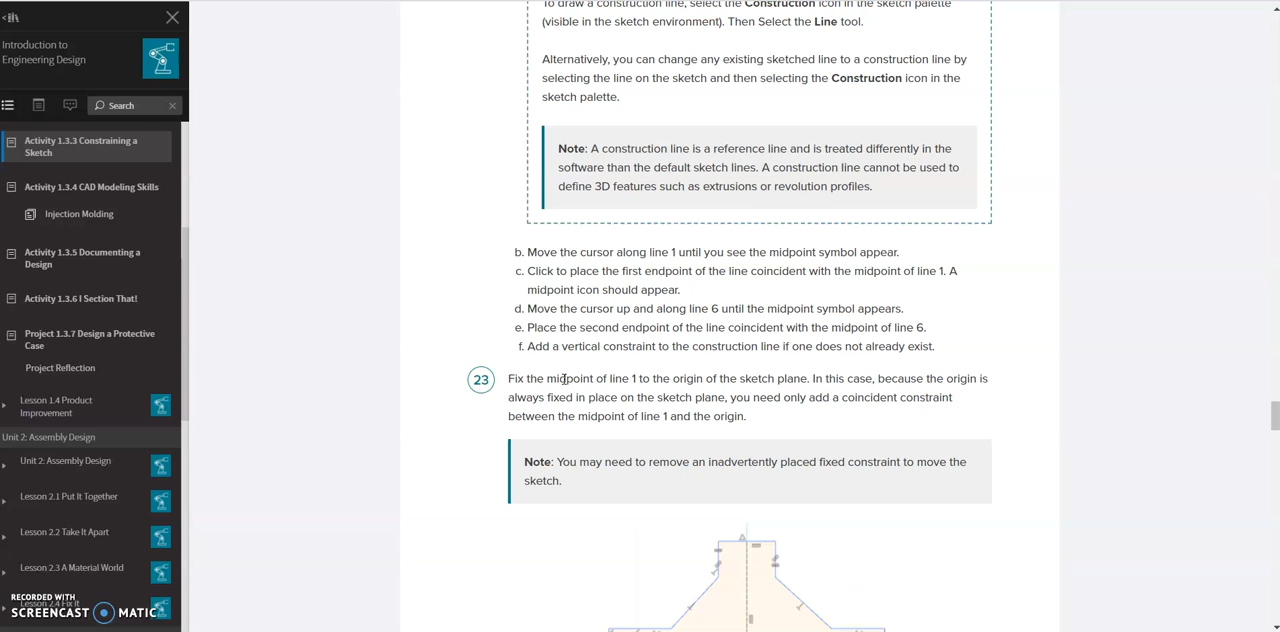 Introduction to
Engineering Design
Search
Activity 1.3.3 Constraining a
Sketch
Activity 1.3.4 CAD Modeling Skills
Injection Molding
Activity 1.3.5 Documenting a
Design
Activity 1.3.6 I Section That!
Project 1.3.7 Design a Protective
Case
Project Reflection
Lesson 1.4 Product
Improvement
Unit 2: Assembly Design
Unit 2: Assembly Design
Lesson 2.1 Put It Together
Lesson 2.2 Take It Apart
Lesson 2.3 A Material World
Lesson 2.4 Fix It
RECORDED WITH
SCREENCAST MATIC
To draw a construction line, select the Construction icon in the sketch palette
(visible in the sketch environment). Then Select the Line tool.
Alternatively, you can change any existing sketched line to a construction line by
selecting the line on the sketch and then selecting the Construction icon in the
sketch palette.
Note: A construction line is a reference line and is treated differently in the
software than the default sketch lines. A construction line cannot be used to
define 3D features such as extrusions or revolution profiles.
b. Move the cursor along line 1 until you see the midpoint symbol appear.
c. Click to place the first endpoint of the line coincident with the midpoint of line 1. A
midpoint icon should appear.
d. Move the cursor up and along line 6 until the midpoint symbol appears.
e. Place the second endpoint of the line coincident with the midpoint of line 6.
f. Add a vertical constraint to the construction line if one does not already exist.
23 Fix the midpoint of line 1 to the origin of the sketch plane. In this case, because the origin is
always fixed in place on the sketch plane, you need only add a coincident constraint
between the midpoint of line 1 and the origin.
Note: You may need to remove an inadvertently placed fixed constraint to move the
sketch.